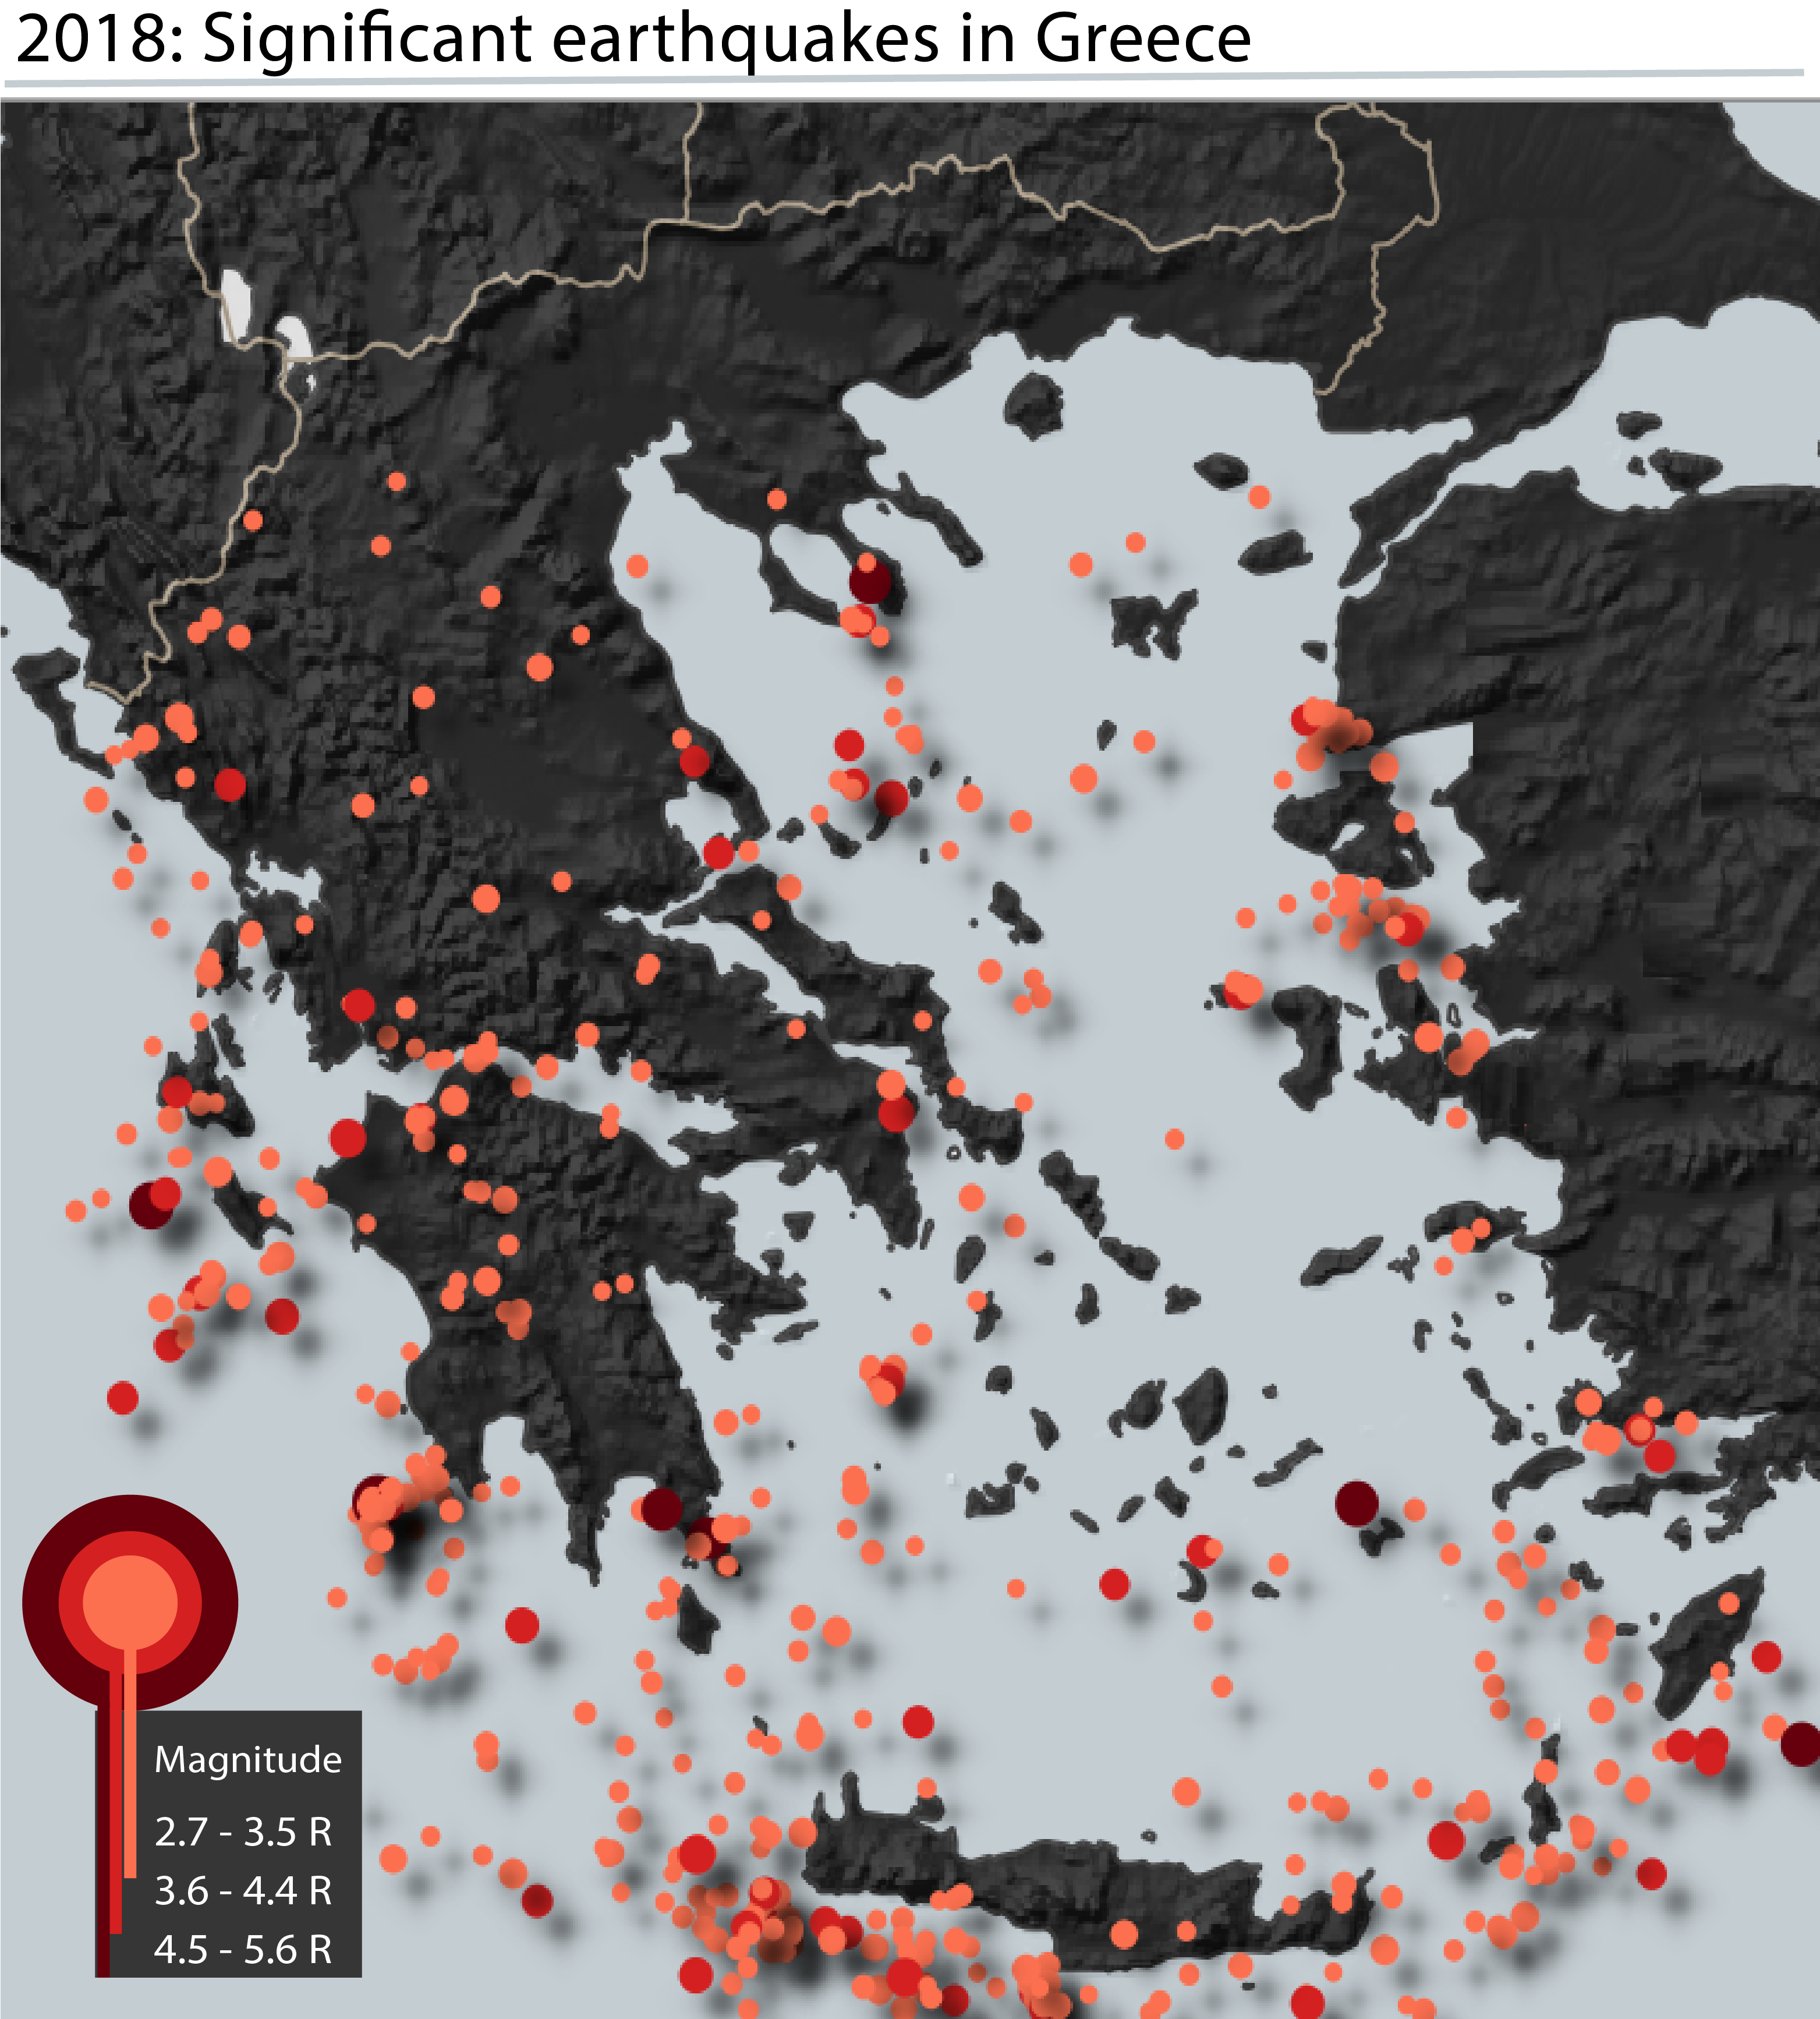 2018: Significant earthquakes in Greece
Magnitude
2.7 - 3.5 R
3.6 - 4.4 R
4.5 - 5.6 R